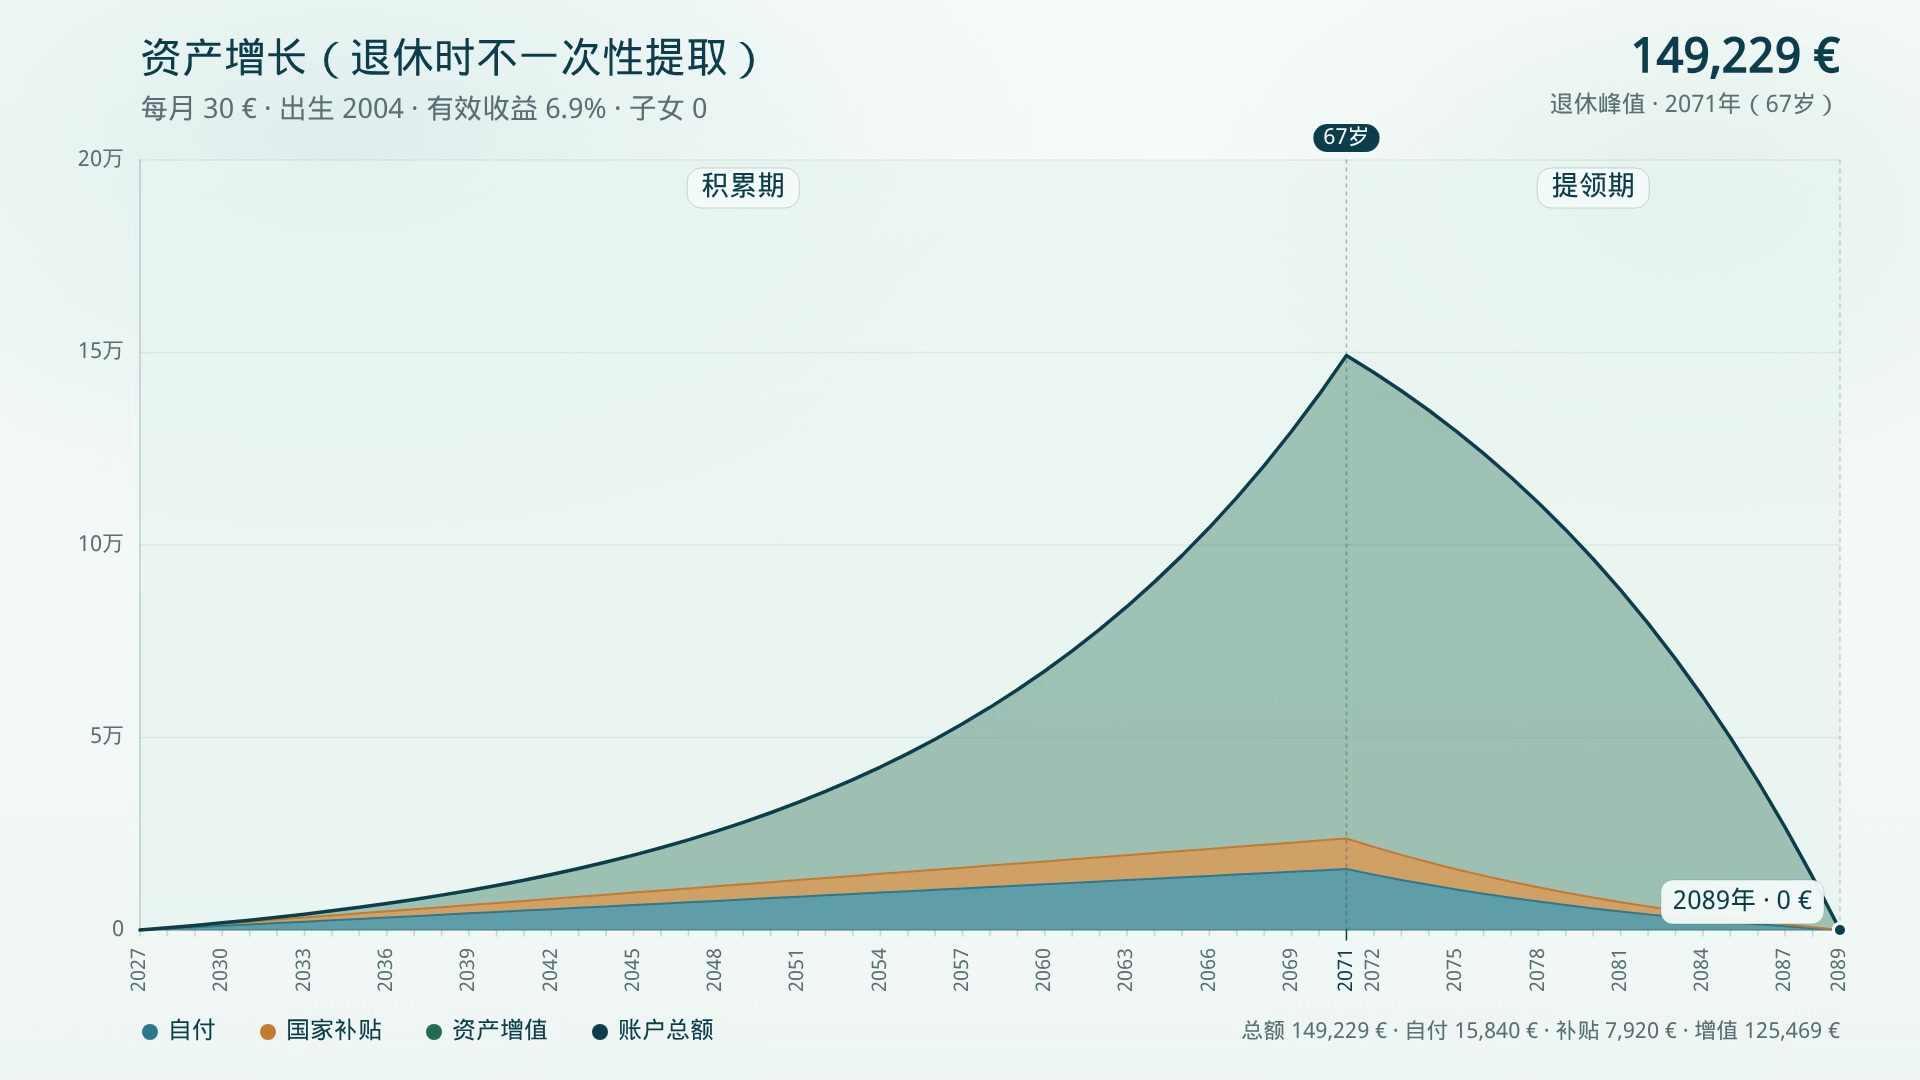 资产增长（退休时不一次性提取）
149,229 €
每月 30 € · 出生 2004 · 有效收益 6.9% · 子女 0
退休峰值 · 2071年（67岁）
67岁
积累期
提领期
20万
15万
10万
5万
0
2089年 · 0 €
2027
2030
2033
2036
2039
2042
2045
2048
2051
2054
2057
2060
2063
2066
2069
2071
2072
2075
2078
2081
2084
2087
2089
自付
国家补贴
资产增值
账户总额
总额 149,229 € · 自付 15,840 € · 补贴 7,920 € · 增值 125,469 €